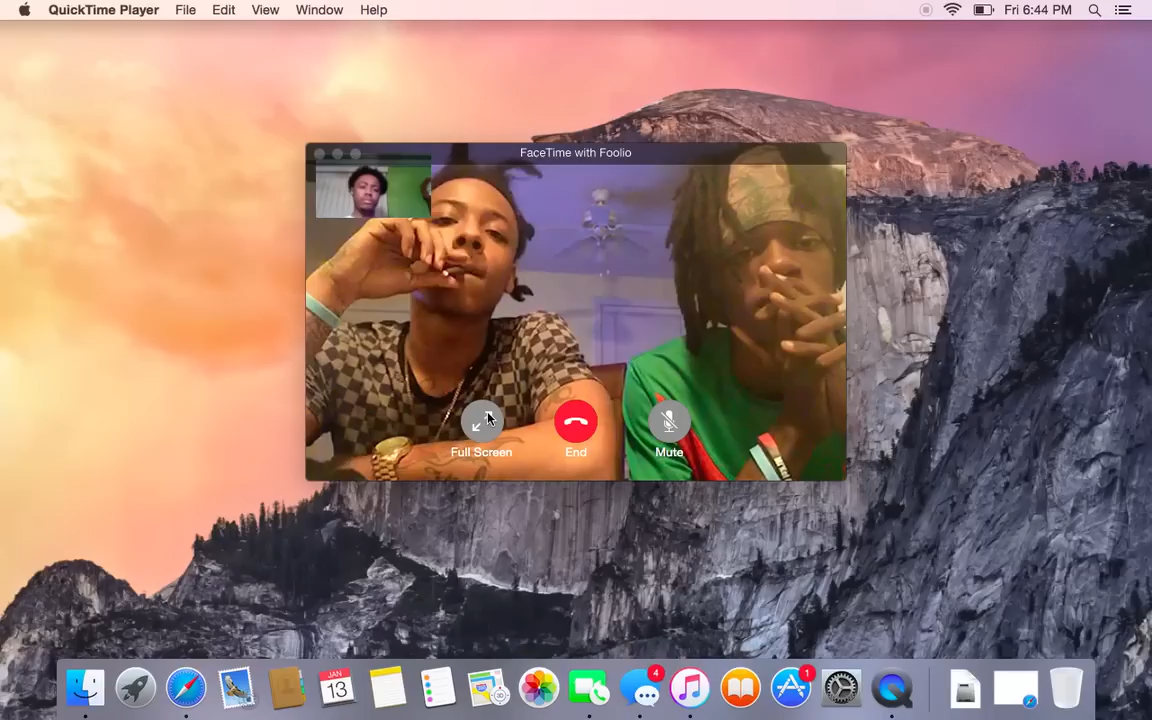 QuickTime Player File Edit View Window Help Fri 6:44 PM
FaceTime with Foolio
Full Screen End Mute
JAN
13
4
1